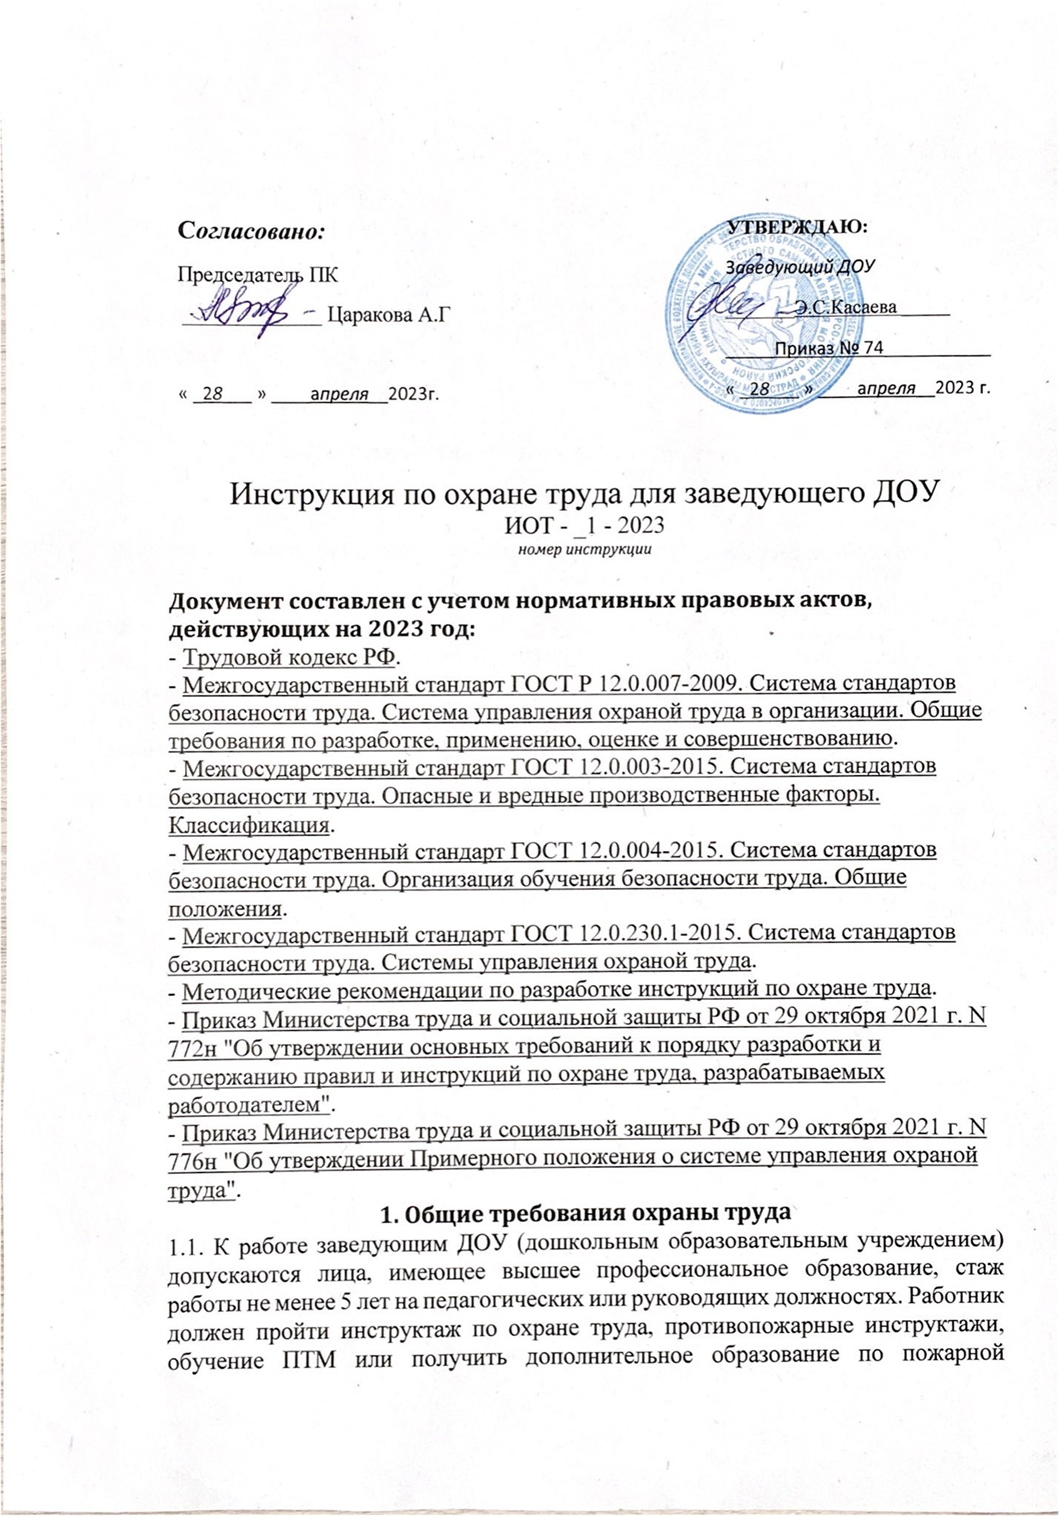 Согласовано:
Председатель ПК
Царакова А.Г
« _28___ » ____апреля__2023г.
УТВЕРЖДАЮ:
Заведующий ДОУ
Э.С.Касаева
Приказ № 74
« _28___ » ____апреля__2023 г.
Инструкция по охране труда для заведующего ДОУ
ИОТ - _1 - 2023
номер инструкции
Документ составлен с учетом нормативных правовых актов,
действующих на 2023 год:
- Трудовой кодекс РФ.
- Межгосударственный стандарт ГОСТ Р 12.0.007-2009. Система стандартов
безопасности труда. Система управления охраной труда в организации. Общие
требования по разработке, применению, оценке и совершенствованию.
- Межгосударственный стандарт ГОСТ 12.0.003-2015. Система стандартов
безопасности труда. Опасные и вредные производственные факторы.
Классификация.
- Межгосударственный стандарт ГОСТ 12.0.004-2015. Система стандартов
безопасности труда. Организация обучения безопасности труда. Общие
положения.
- Межгосударственный стандарт ГОСТ 12.0.230.1-2015. Система стандартов
безопасности труда. Системы управления охраной труда.
- Методические рекомендации по разработке инструкций по охране труда.
- Приказ Министерства труда и социальной защиты РФ от 29 октября 2021 г. N
772н "Об утверждении основных требований к порядку разработки и
содержанию правил и инструкций по охране труда, разрабатываемых
работодателем".
- Приказ Министерства труда и социальной защиты РФ от 29 октября 2021 г. N
776н "Об утверждении Примерного положения о системе управления охраной
труда".
1. Общие требования охраны труда
1.1. К работе заведующим ДОУ (дошкольным образовательным учреждением)
допускаются лица, имеющее высшее профессиональное образование, стаж
работы не менее 5 лет на педагогических или руководящих должностях. Работник
должен пройти инструктаж по охране труда, противопожарные инструктажи,
обучение ПТМ или получить дополнительное образование по пожарной